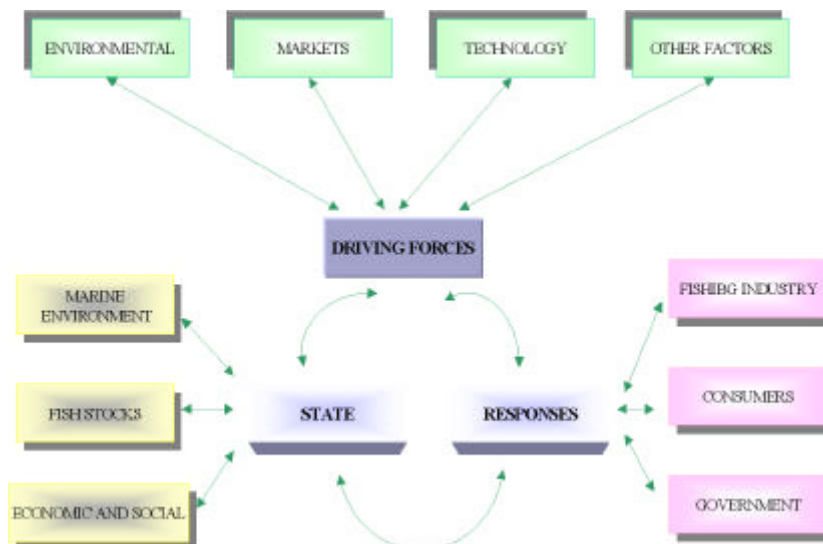 ENVIRONMENTAL
MARKETS
TECHNOLOGY
OTHER FACTORS
DRIVING FORCES
MARINE
ENVIRONMENT
FISHIBG INDUSTRY
FISH STOCKS
STATE
RESPONSES
CONSUMERS
ECONOMIC AND SOCIAL
GOVERNMENT